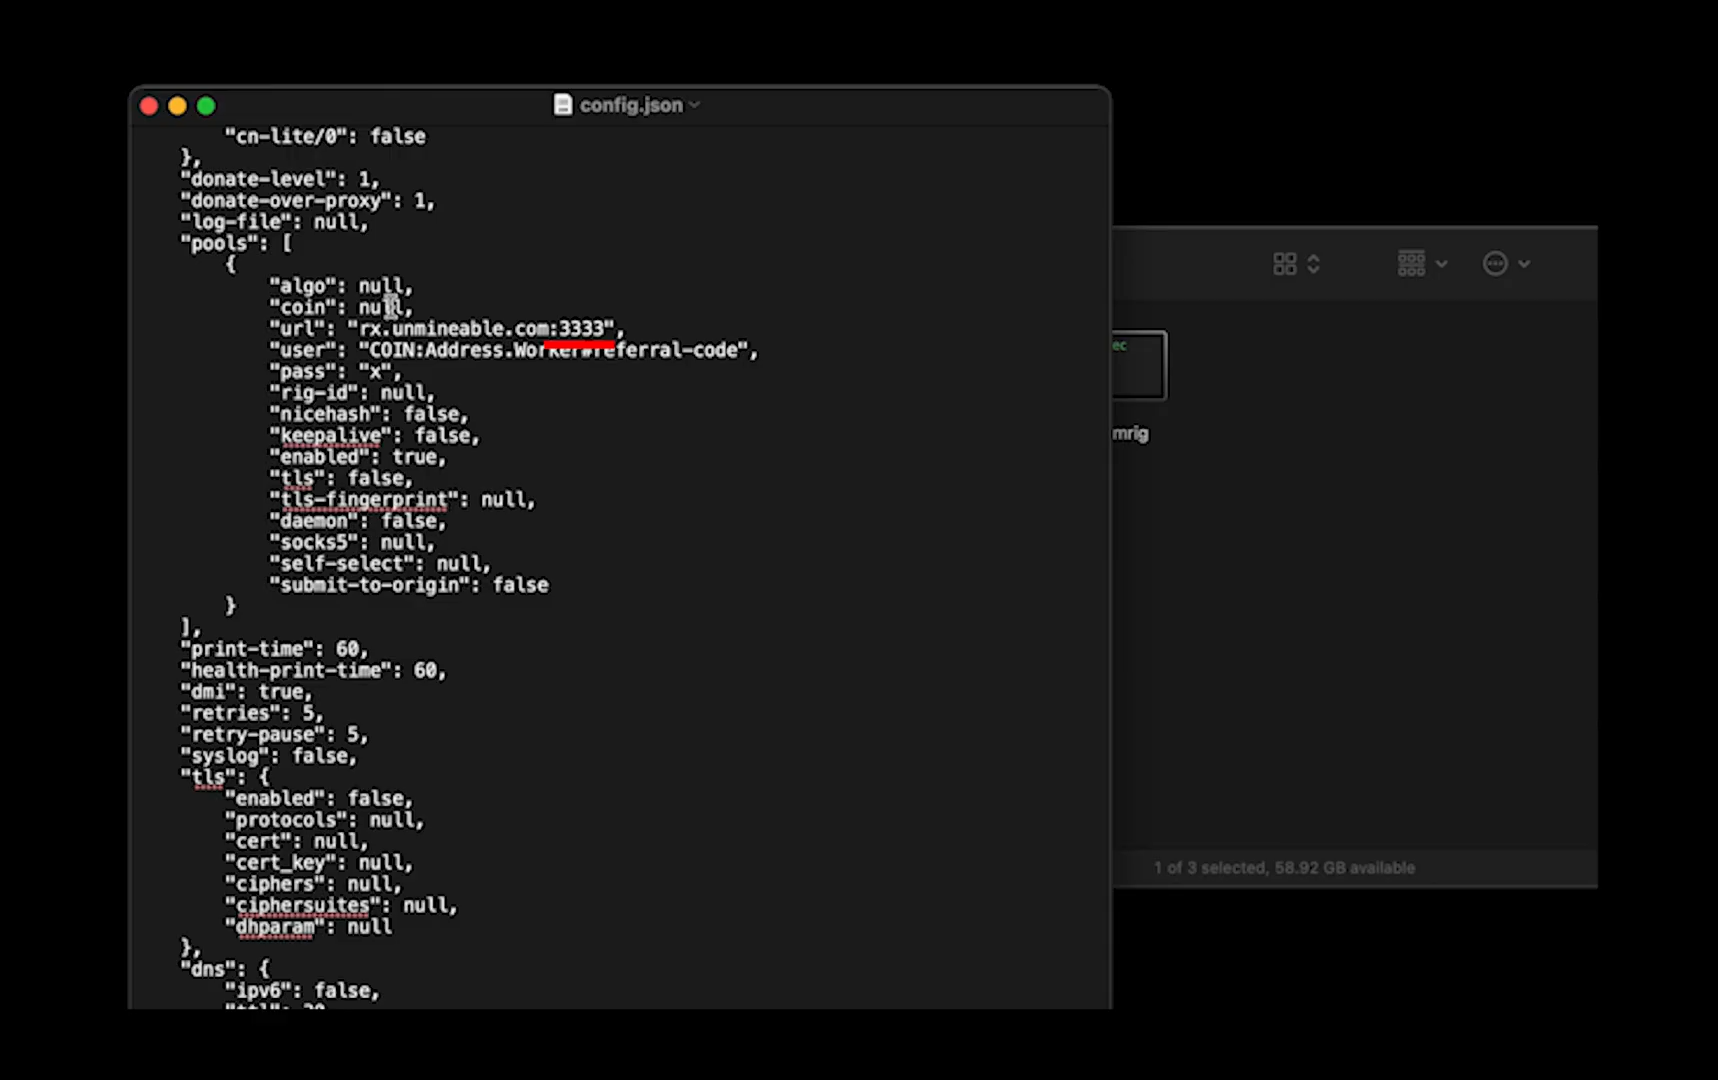 config.json
"cn-lite/0": false
},
"donate-level": 1,
"donate-over-proxy": 1,
"log-file": null,
"pools": [
{
"algo": null,
"coin": null,
"url": "rx.unmineable.com:3333",
"user": "COIN:Address.Worker#referral-code",
"pass": "x",
"rig-id": null,
"nicehash": false,
"keepalive": false,
"enabled": true,
"tls": false,
"tls-fingerprint": null,
"daemon": false,
"socks5": null,
"self-select": null,
"submit-to-origin": false
}
],
"print-time": 60,
"health-print-time": 60,
"dmi": true,
"retries": 5,
"retry-pause": 5,
"syslog": false,
"tls": {
"enabled": false,
"protocols": null,
"cert": null,
"cert_key": null,
"ciphers": null,
"ciphersuites": null,
"dhparam": null
},
"dns": {
"ipv6": false,
ec
mrig
1 of 3 selected, 58.92 GB available